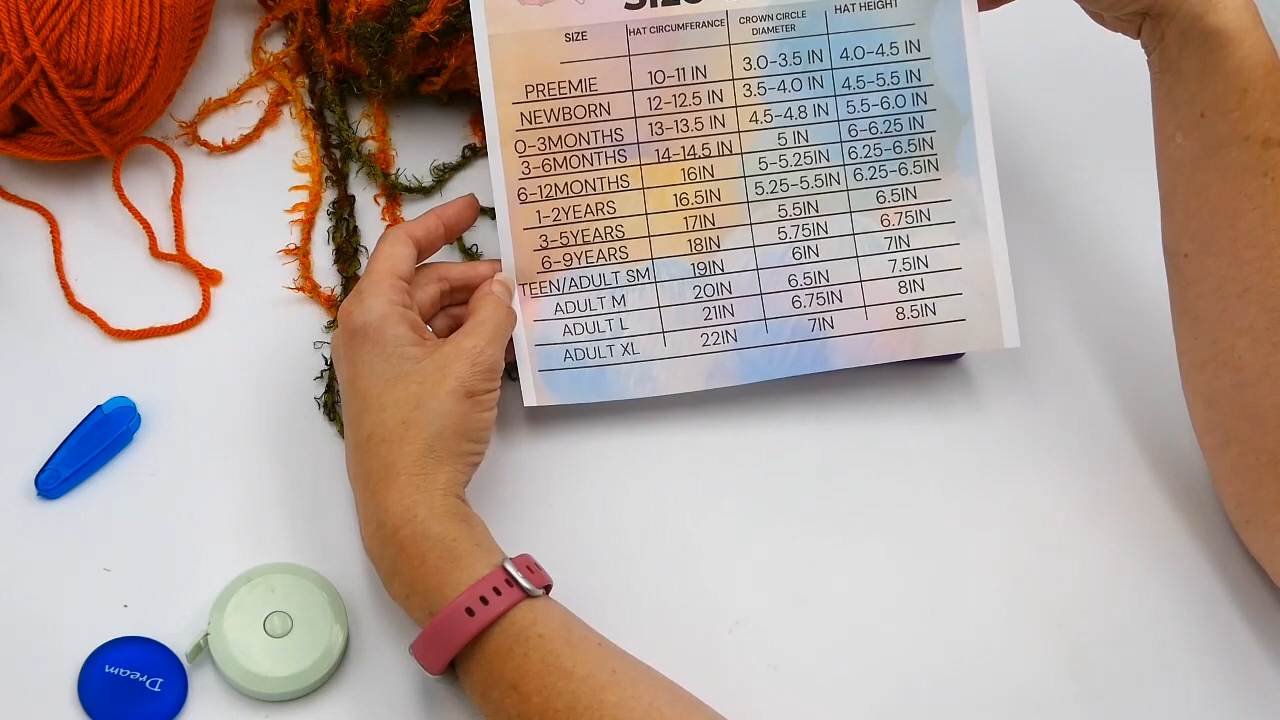 SIZE HAT CIRCUMFERANCE CROWN CIRCLE DIAMETER HAT HEIGHT
PREEMIE 10-11 IN 3.0-3.5 IN 4.0-4.5 IN
NEWBORN 12-12.5 IN 3.5-4.0 IN 4.5-5.5 IN
0-3MONTHS 13-13.5 IN 4.5-4.8 IN 5.5-6.0 IN
3-6MONTHS 14-14.5 IN 5 IN 6-6.25 IN
6-12MONTHS 16IN 5-5.25IN 6.25-6.5IN
1-2YEARS 16.5IN 5.25-5.5IN 6.25-6.5IN
3-5YEARS 17IN 5.5IN 6.5IN
6-9YEARS 18IN 5.75IN 6.75IN
TEEN/ADULT SM 19IN 6IN 7IN
ADULT M 20IN 6.5IN 7.5IN
ADULT L 21IN 6.75IN 8IN
ADULT XL 22IN 7IN 8.5IN
Dream